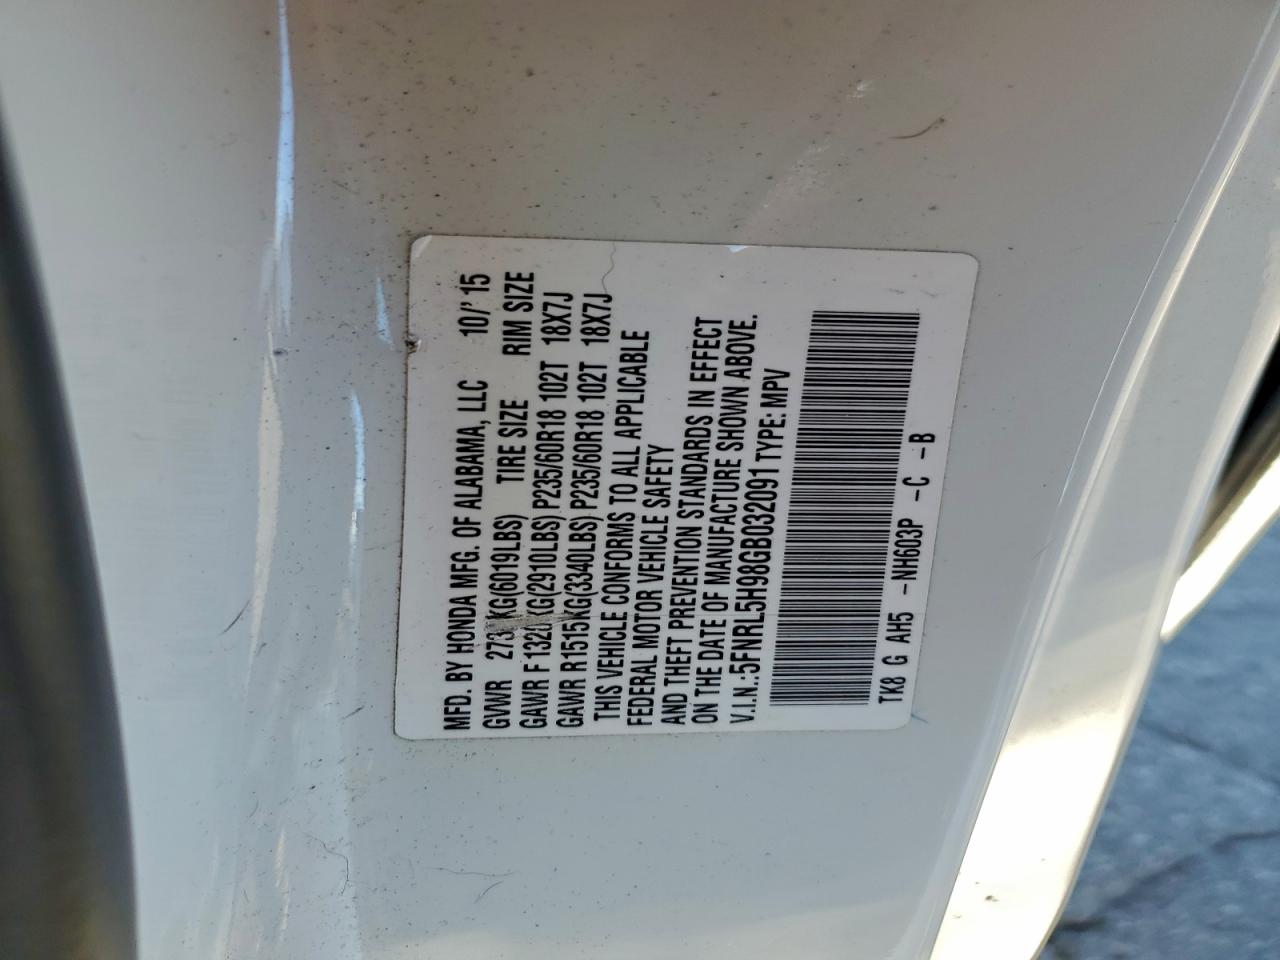 MFD. BY HONDA MFG. OF ALABAMA, LLC 10/'15
GVWR KG(6019LBS) TIRE SIZE RIM SIZE
GAWR F KG(2910LBS) P235/60R18 102T 18X7J
GAWR R1515KG(3340LBS) P235/60R18 102T 18X7J
THIS VEHICLE CONFORMS TO ALL APPLICABLE
FEDERAL MOTOR VEHICLE SAFETY
AND THEFT PREVENTION STANDARDS IN EFFECT
ON THE DATE OF MANUFACTURE SHOWN ABOVE.
V.I.N.:5FNRL5H98GB032091 TYPE: MPV
TK8 G AH5 -NH603P -C -B